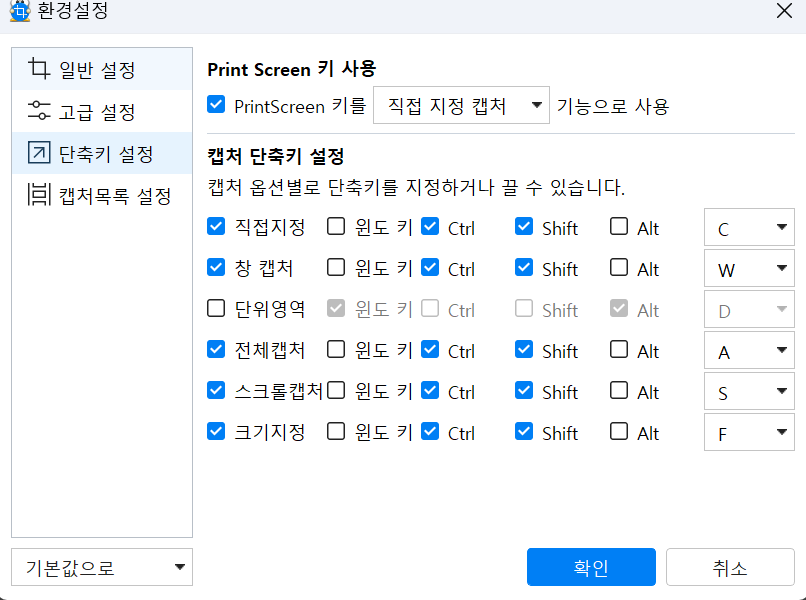 환경설정
일반 설정
고급 설정
단축키 설정
캡처목록 설정
Print Screen 키 사용
PrintScreen 키를 직접 지정 캡처 기능으로 사용
캡처 단축키 설정
캡처 옵션별로 단축키를 지정하거나 끌 수 있습니다.
직접지정 윈도 키 Ctrl Shift Alt C
창 캡처 윈도 키 Ctrl Shift Alt W
단위영역 윈도 키 Ctrl Shift Alt D
전체캡처 윈도 키 Ctrl Shift Alt A
스크롤캡처 윈도 키 Ctrl Shift Alt S
크기지정 윈도 키 Ctrl Shift Alt F
기본값으로 확인 취소